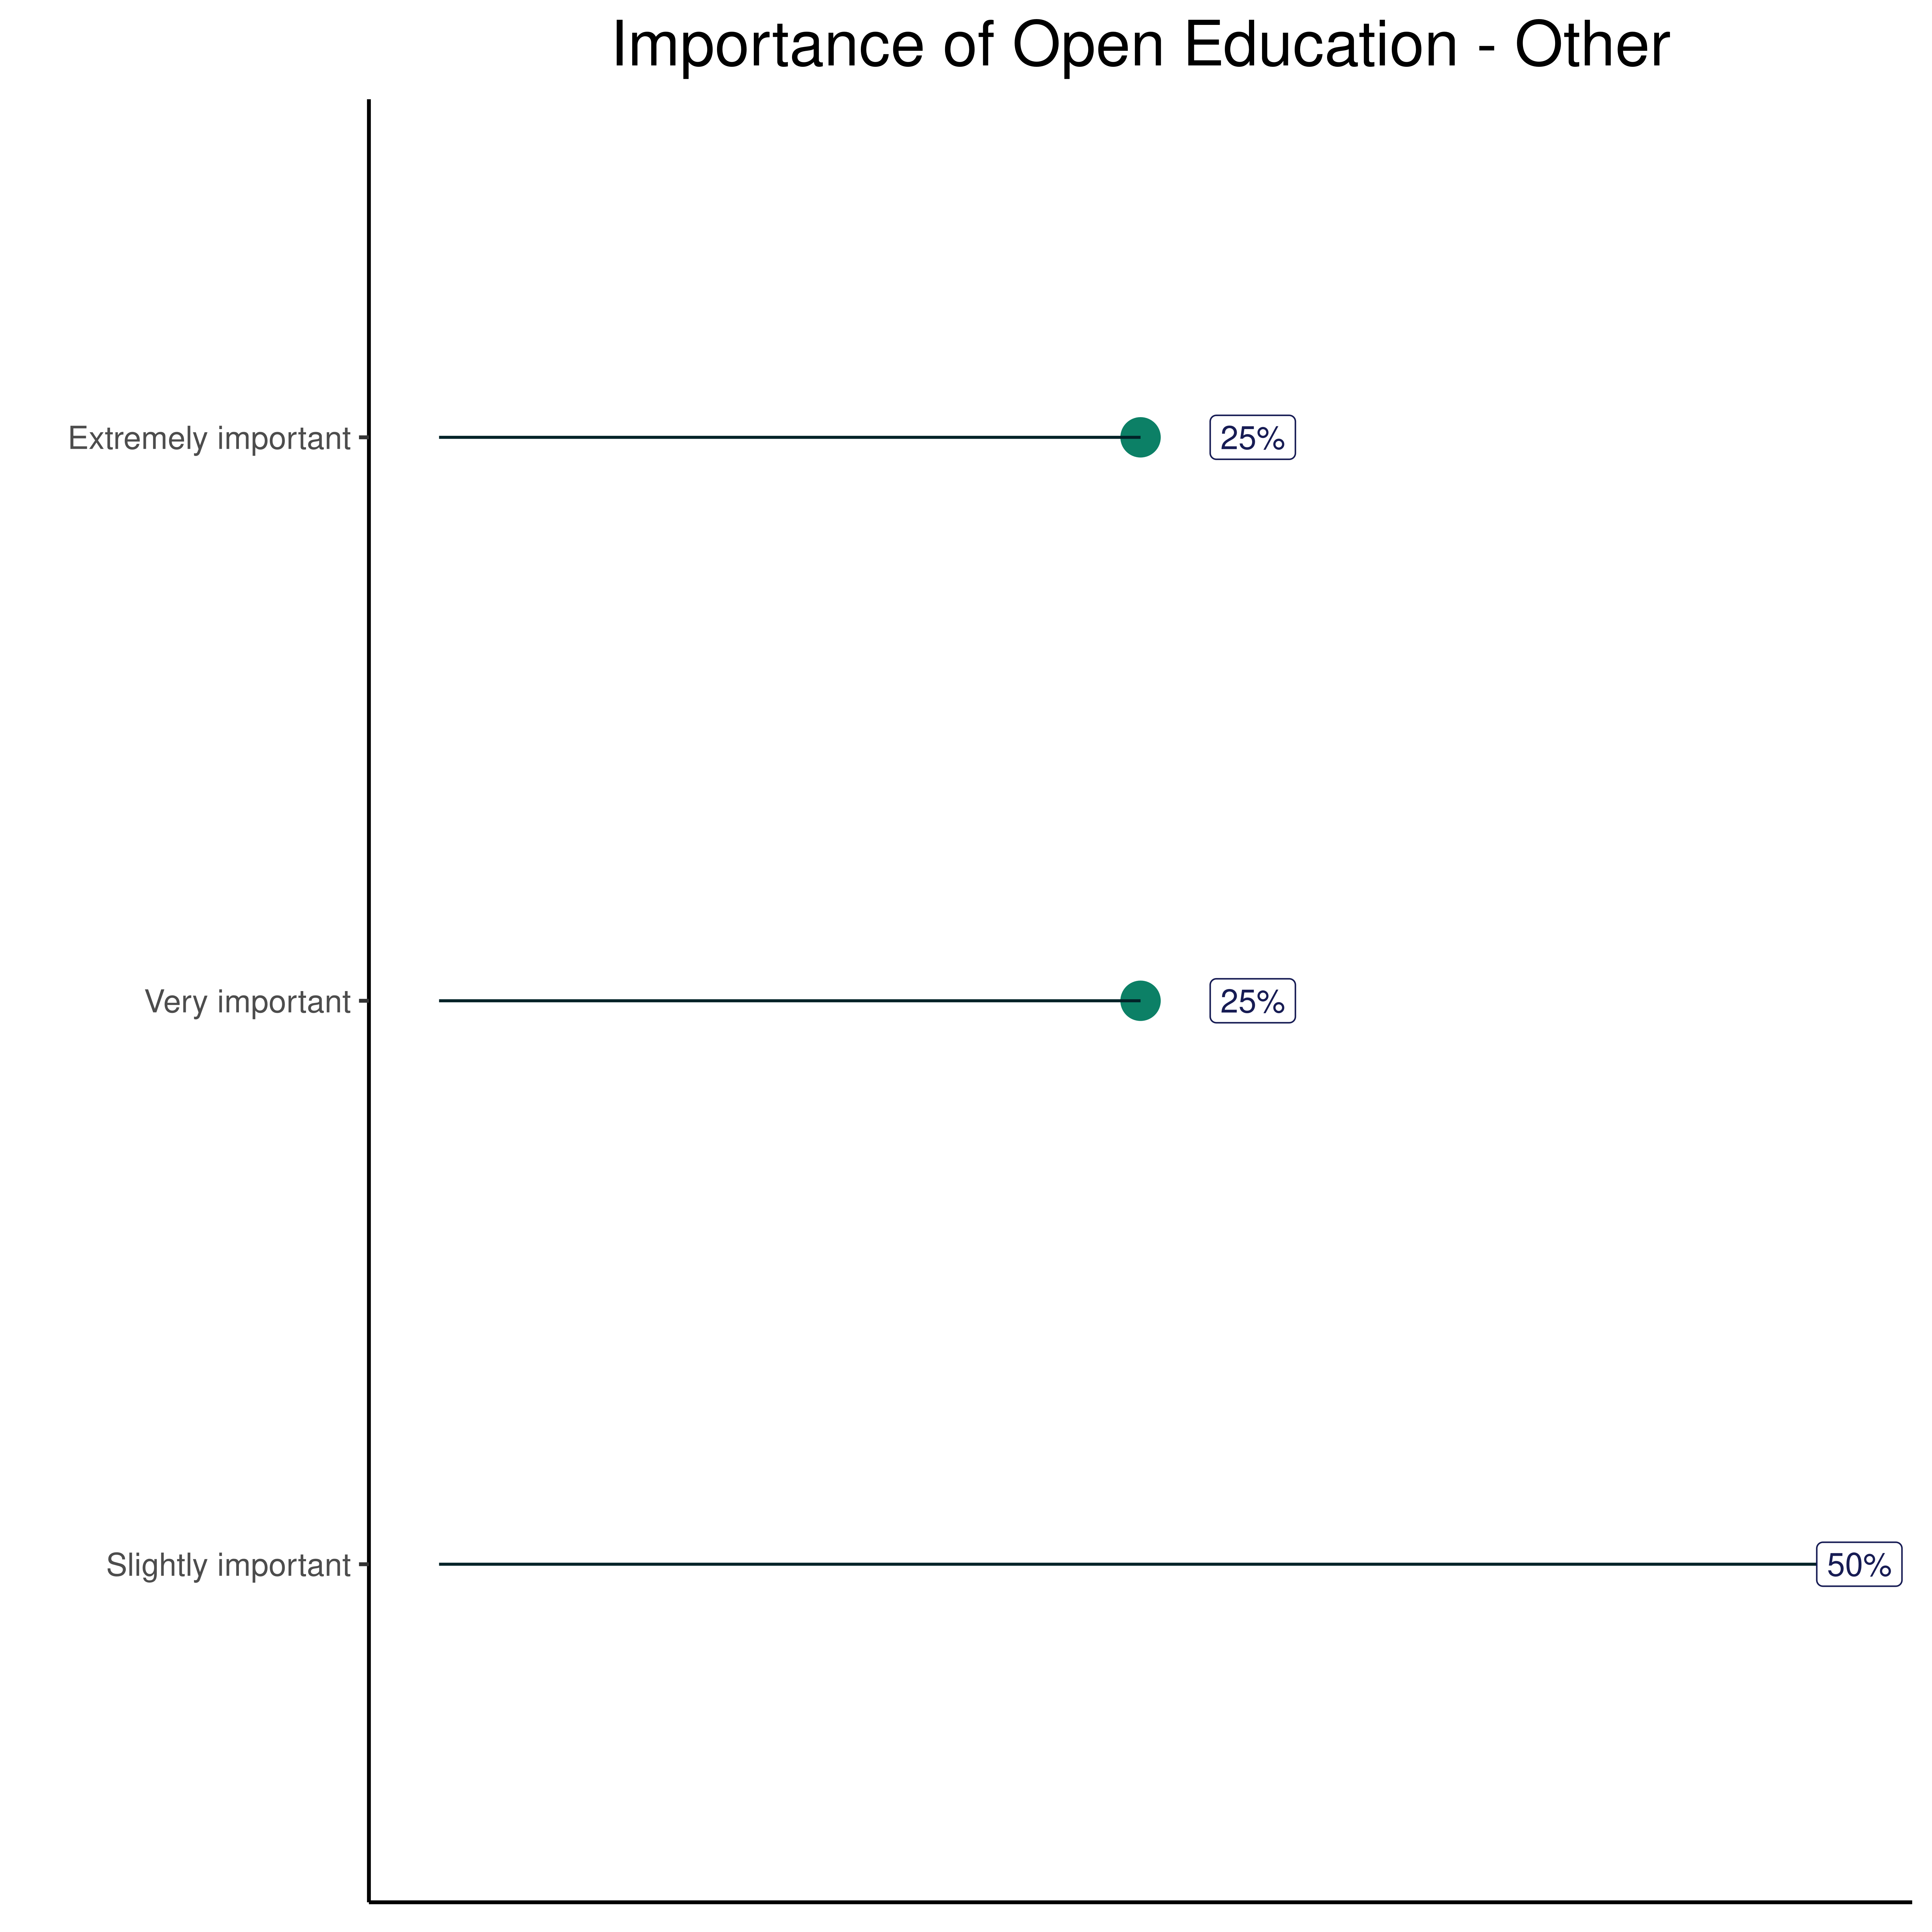 Importance of Open Education - Other
Extremely important
25%
Very important
25%
Slightly important
50%